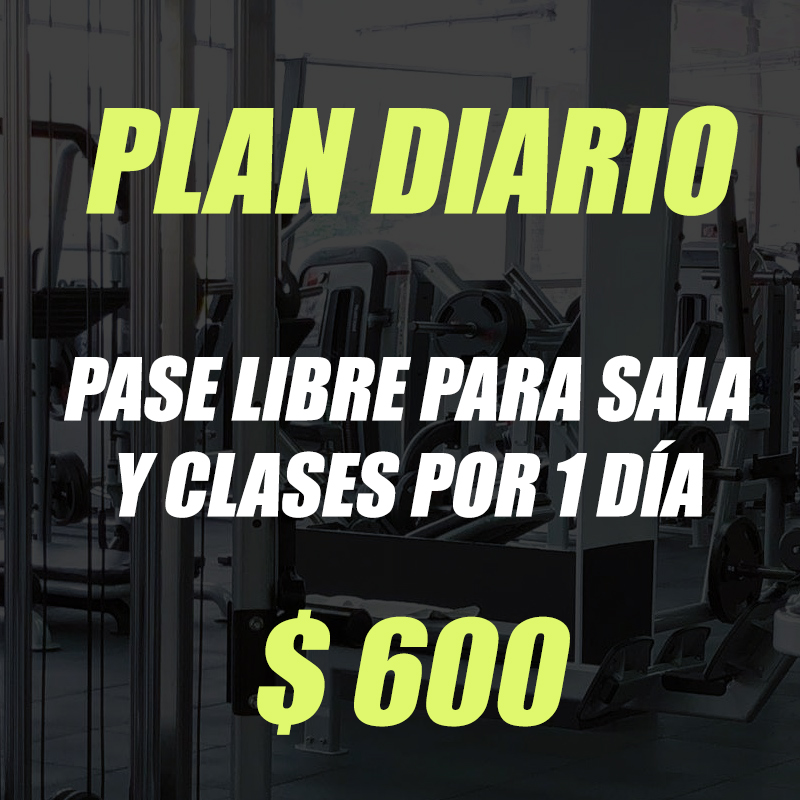 PLAN DIARIO
PASE LIBRE PARA SALA
Y CLASES POR 1 DÍA
$ 600